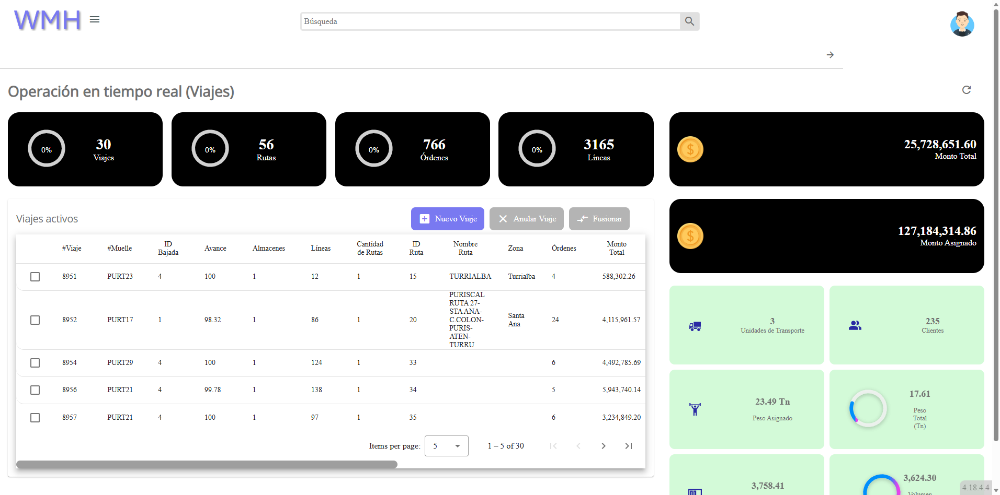 WMH
Búsqueda
Operación en tiempo real (Viajes)
0%
30
Viajes
0%
56
Rutas
0%
766
Órdenes
0%
3165
Líneas
25,728,651.60
Monto Total
Viajes activos
Nuevo Viaje
Anular Viaje
Fusionar
#Viaje #Muelle ID Bajada Avance Almacenes Líneas Cantidad de Rutas ID Ruta Nombre Ruta Zona Órdenes Monto Total
8951 PURT23 4 100 1 12 1 15 TURRIALBA Turrialba 4 588,302.26
8952 PURT17 1 98.32 1 86 1 20 PURISCAL RUTA 27-STA ANA-C.COLON-PURIS-ATEN-TURRU Santa Ana 24 4,115,961.57
8954 PURT29 4 100 1 124 1 33 6 4,492,785.69
8956 PURT21 4 99.78 1 138 1 34 5 5,943,740.14
8957 PURT21 4 100 1 97 1 35 6 3,234,849.20
Items per page: 5 1 – 5 of 30
127,184,314.86
Monto Asignado
3
Unidades de Transporte
235
Clientes
23.49 Tn
Peso Asignado
17.61
Peso
Total
(Tn)
3,758.41
3,624.30
Volumen
4.18.4.4